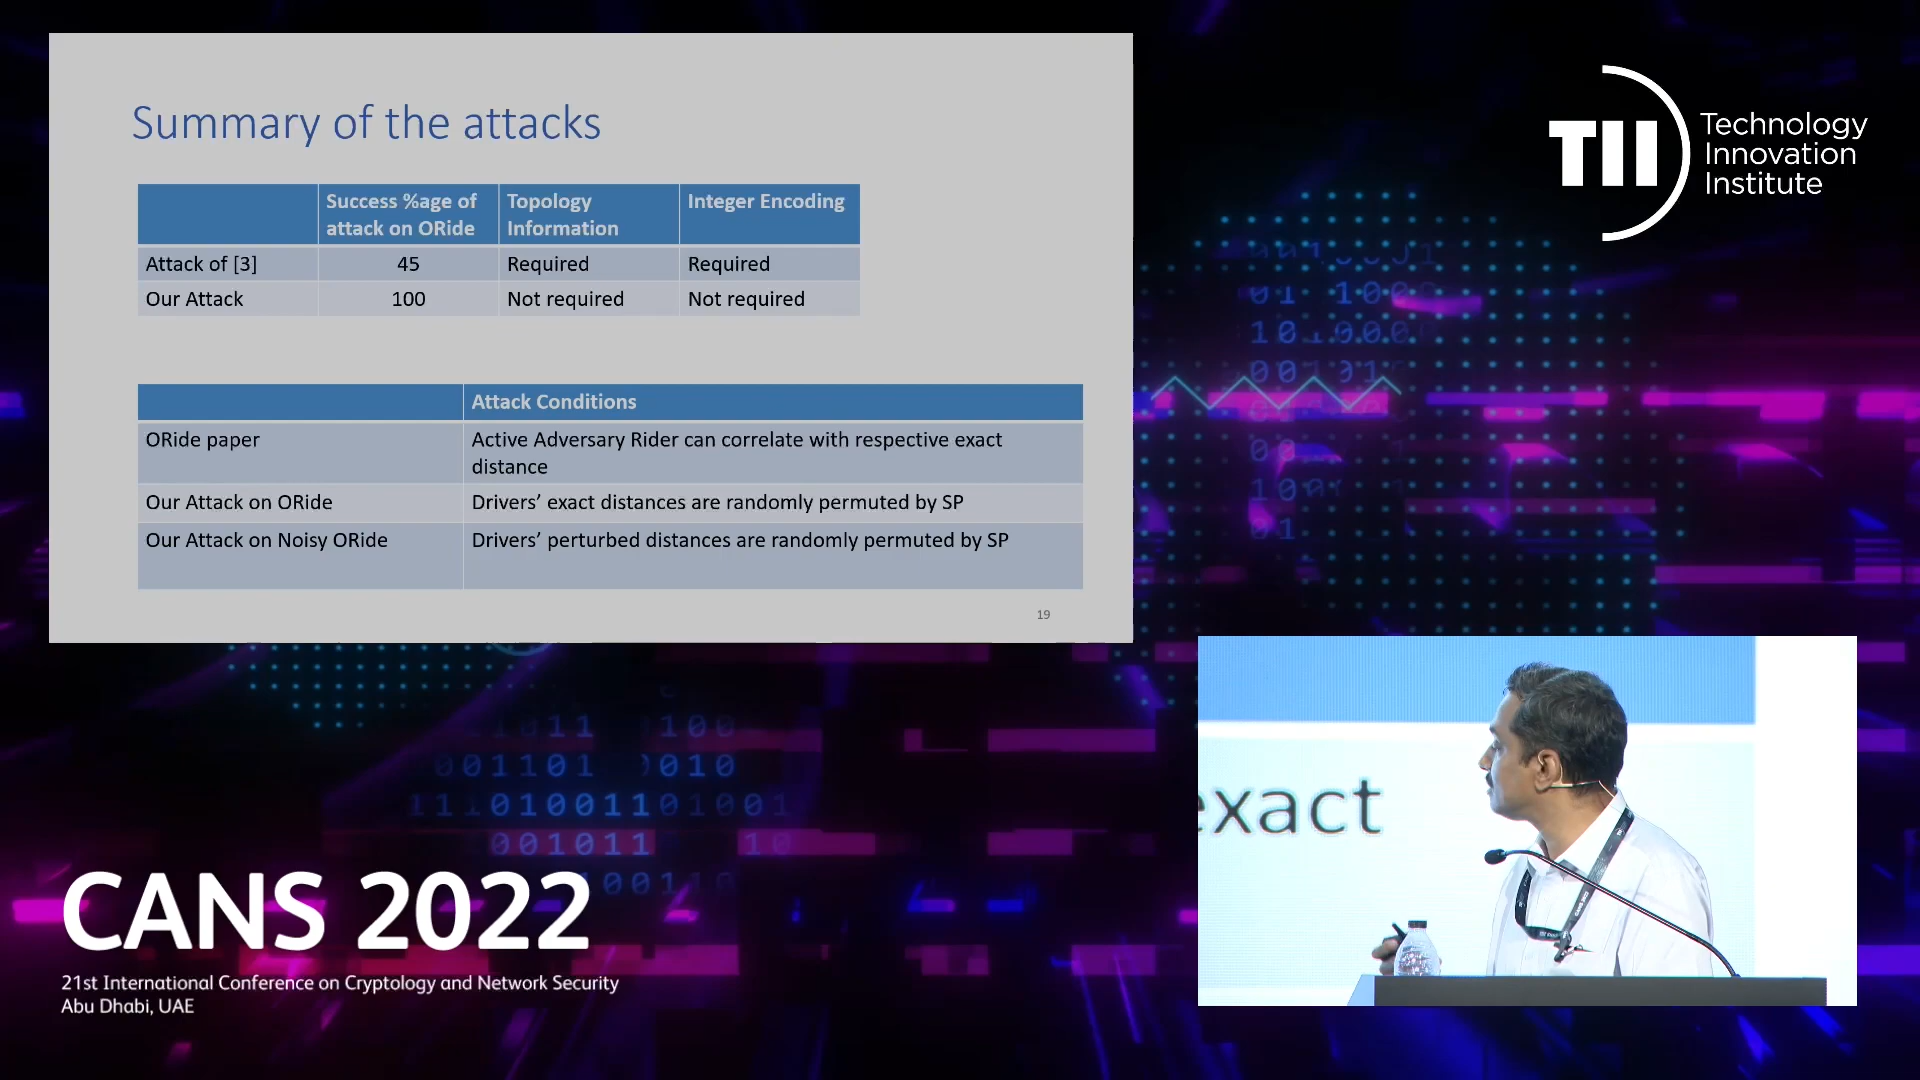 Summary of the attacks
Success %age of attack on ORide
Topology Information
Integer Encoding
Attack of [3]
45
Required
Required
Our Attack
100
Not required
Not required
Attack Conditions
ORide paper
Active Adversary Rider can correlate with respective exact
distance
Our Attack on ORide
Drivers’ exact distances are randomly permuted by SP
Our Attack on Noisy ORide
Drivers’ perturbed distances are randomly permuted by SP
19
TII
Technology
Innovation
Institute
exact
CANS 2022
21st International Conference on Cryptology and Network Security
Abu Dhabi, UAE